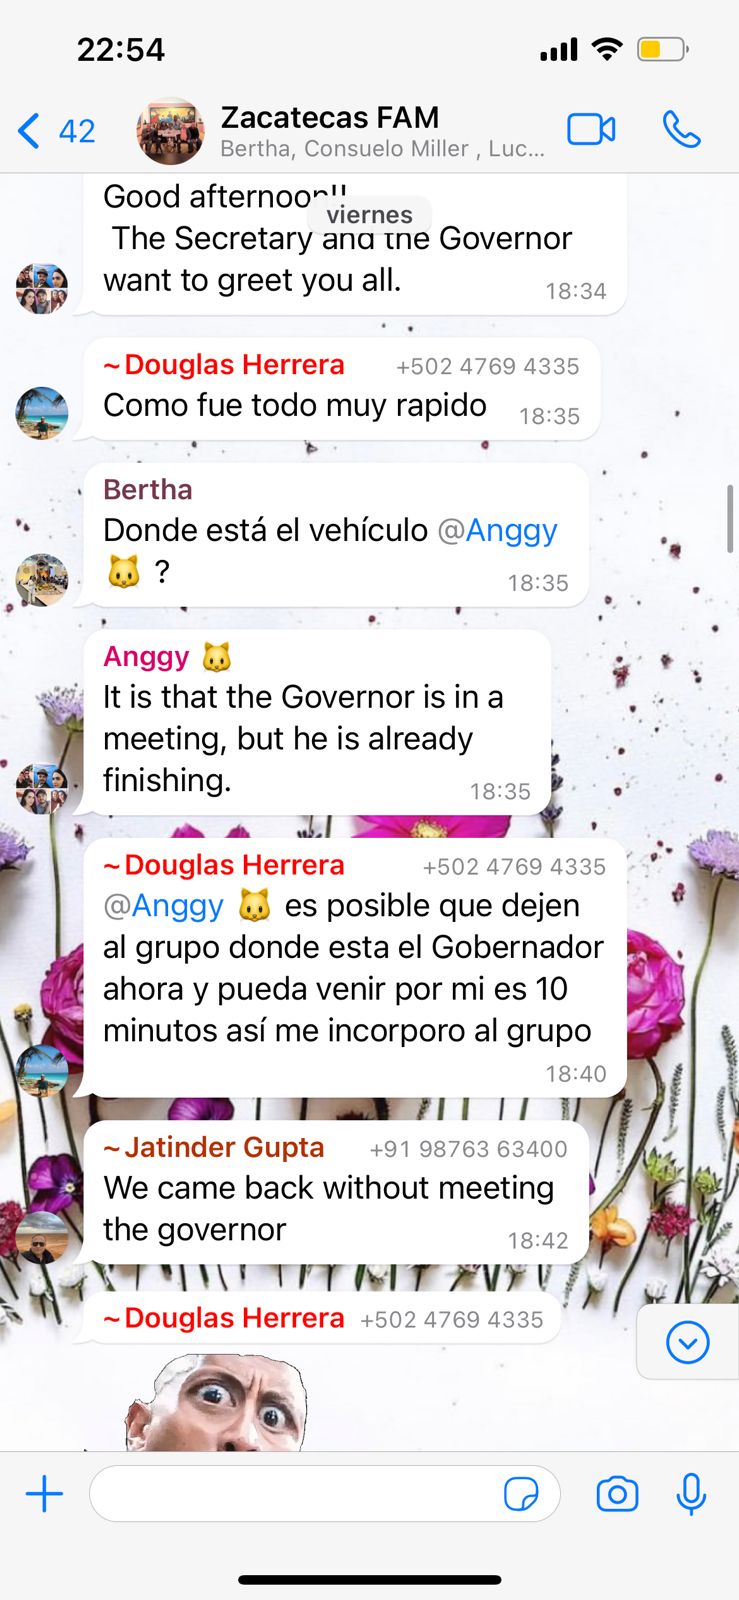 22:54
42
Zacatecas FAM
Bertha, Consuelo Miller , Luc...
Good afternoon!!
viernes
The Secretary and the Governor
want to greet you all.
18:34
~Douglas Herrera +502 4769 4335
Como fue todo muy rapido
18:35
Bertha
Donde está el vehículo @Anggy
🐱 ?
18:35
Anggy 🐱
It is that the Governor is in a
meeting, but he is already
finishing.
18:35
~Douglas Herrera +502 4769 4335
@Anggy 🐱 es posible que dejen
al grupo donde esta el Gobernador
ahora y pueda venir por mi es 10
minutos así me incorporo al grupo
18:40
~Jatinder Gupta +91 98763 63400
We came back without meeting
the governor
18:42
~Douglas Herrera +502 4769 4335